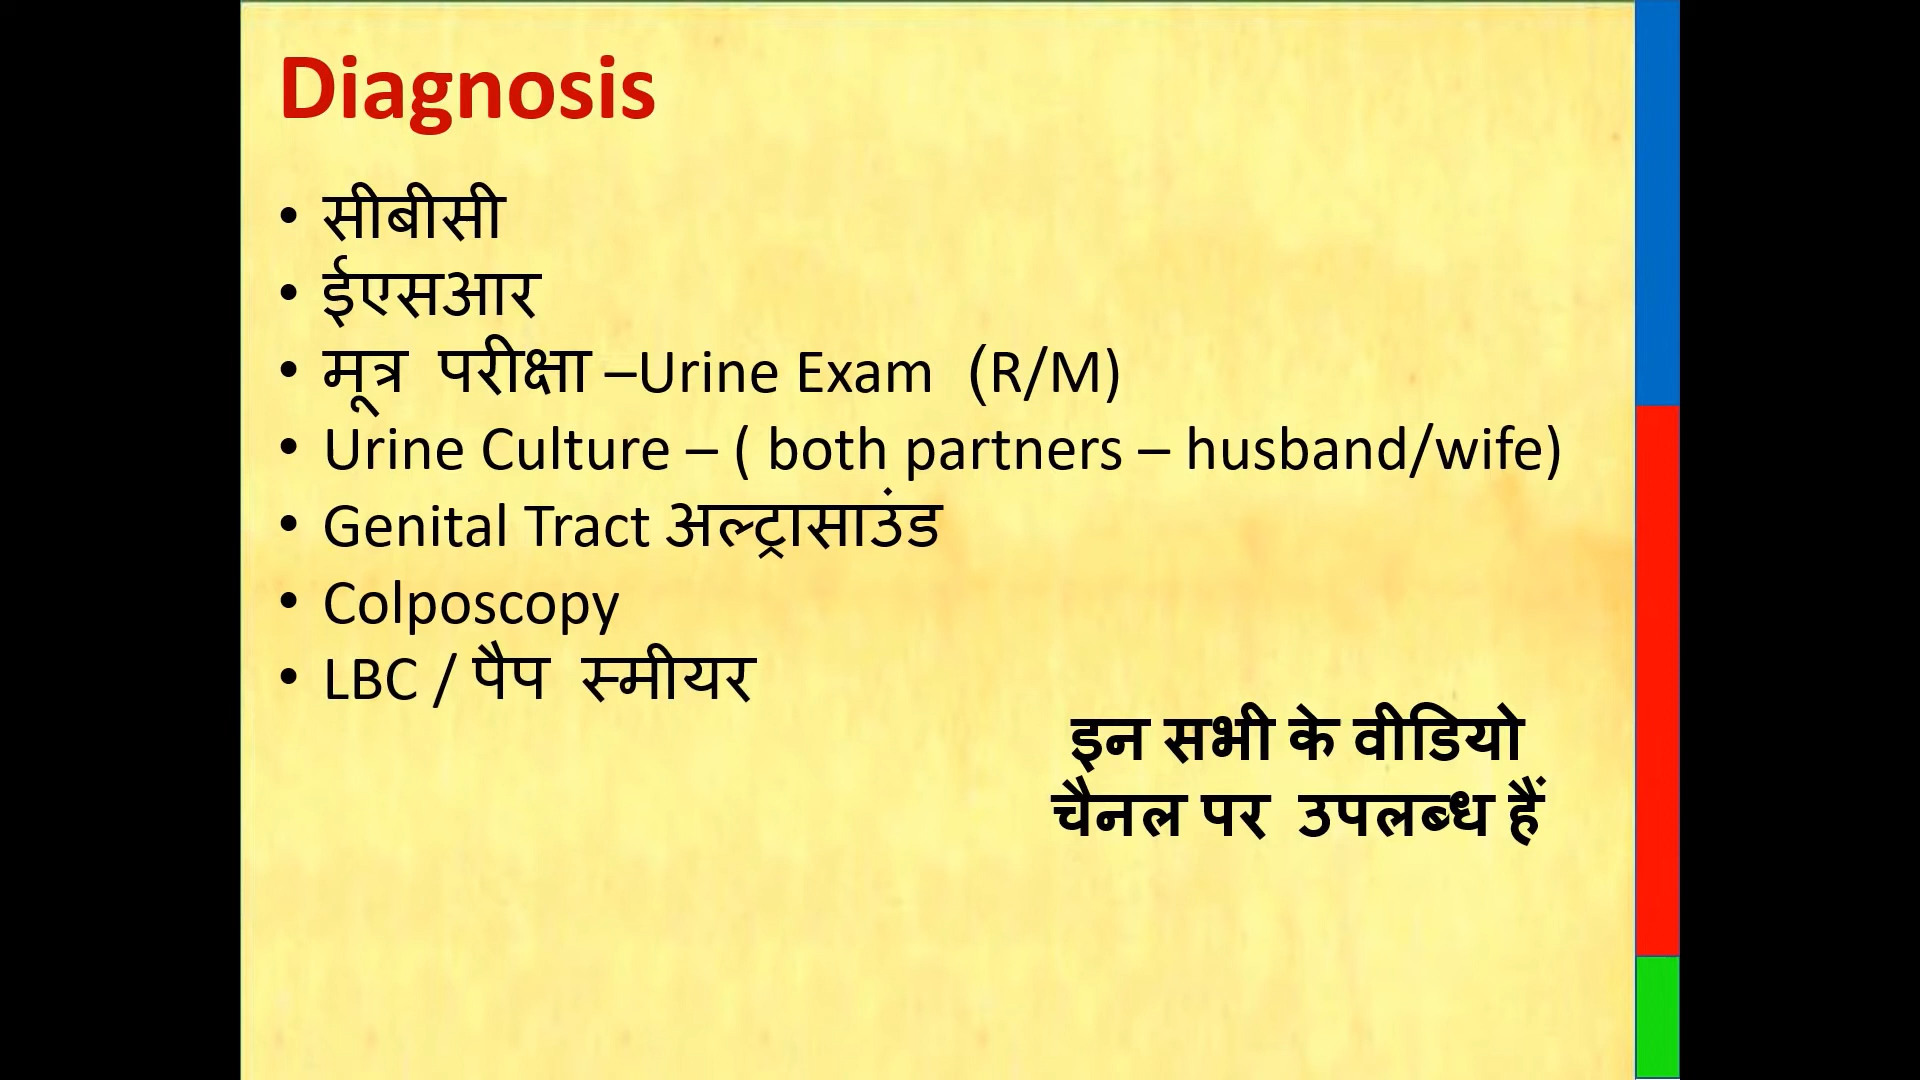 Diagnosis
• सीबीसी
• ईएसआर
• मूत्र परीक्षा –Urine Exam (R/M)
• Urine Culture – ( both partners – husband/wife)
• Genital Tract अल्ट्रासाउंड
• Colposcopy
• LBC / पैप स्मीयर
इन सभी के वीडियो
चैनल पर उपलब्ध हैं